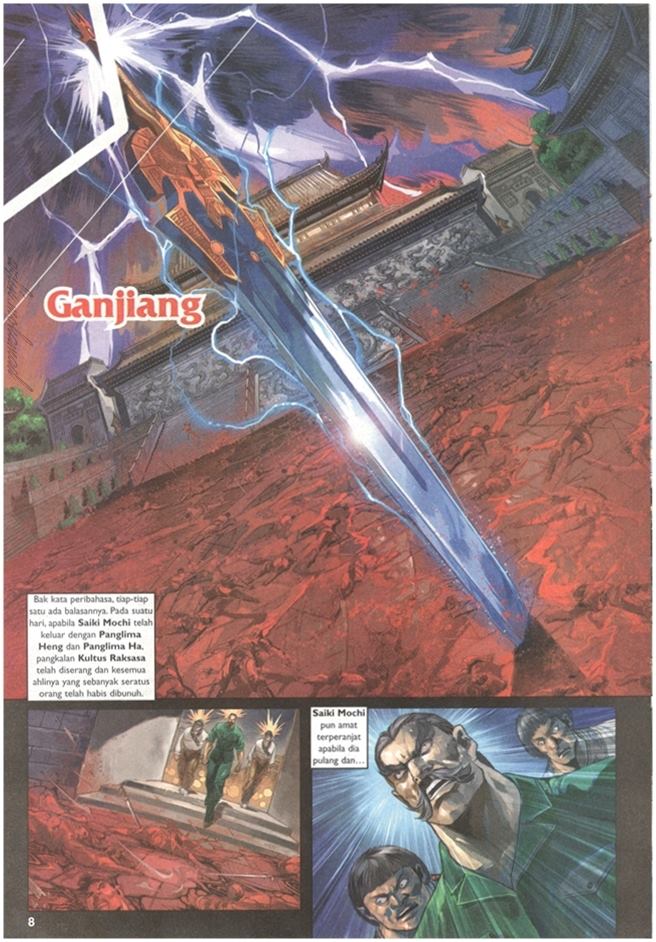 Ganjiang
Bak kata peribahasa, tiap-tiap
satu ada balasannya. Pada suatu
hari, apabila Saiki Mochi telah
keluar dengan Panglima
Heng dan Panglima Ha,
pangkalan Kultus Raksasa
telah diserang dan kesemua
ahlinya yang sebanyak seratus
orang telah habis dibunuh.
Saiki Mochi
pun amat
terperanjat
apabila dia
pulang dan...
8